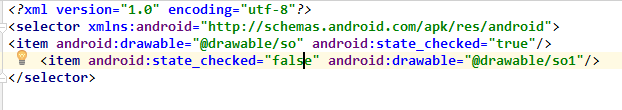 <?xml version="1.0" encoding="utf-8"?>
<selector xmlns:android="http://schemas.android.com/apk/res/android">
<item android:drawable="@drawable/so" android:state_checked="true"/>
<item android:state_checked="false" android:drawable="@drawable/so1"/>
</selector>